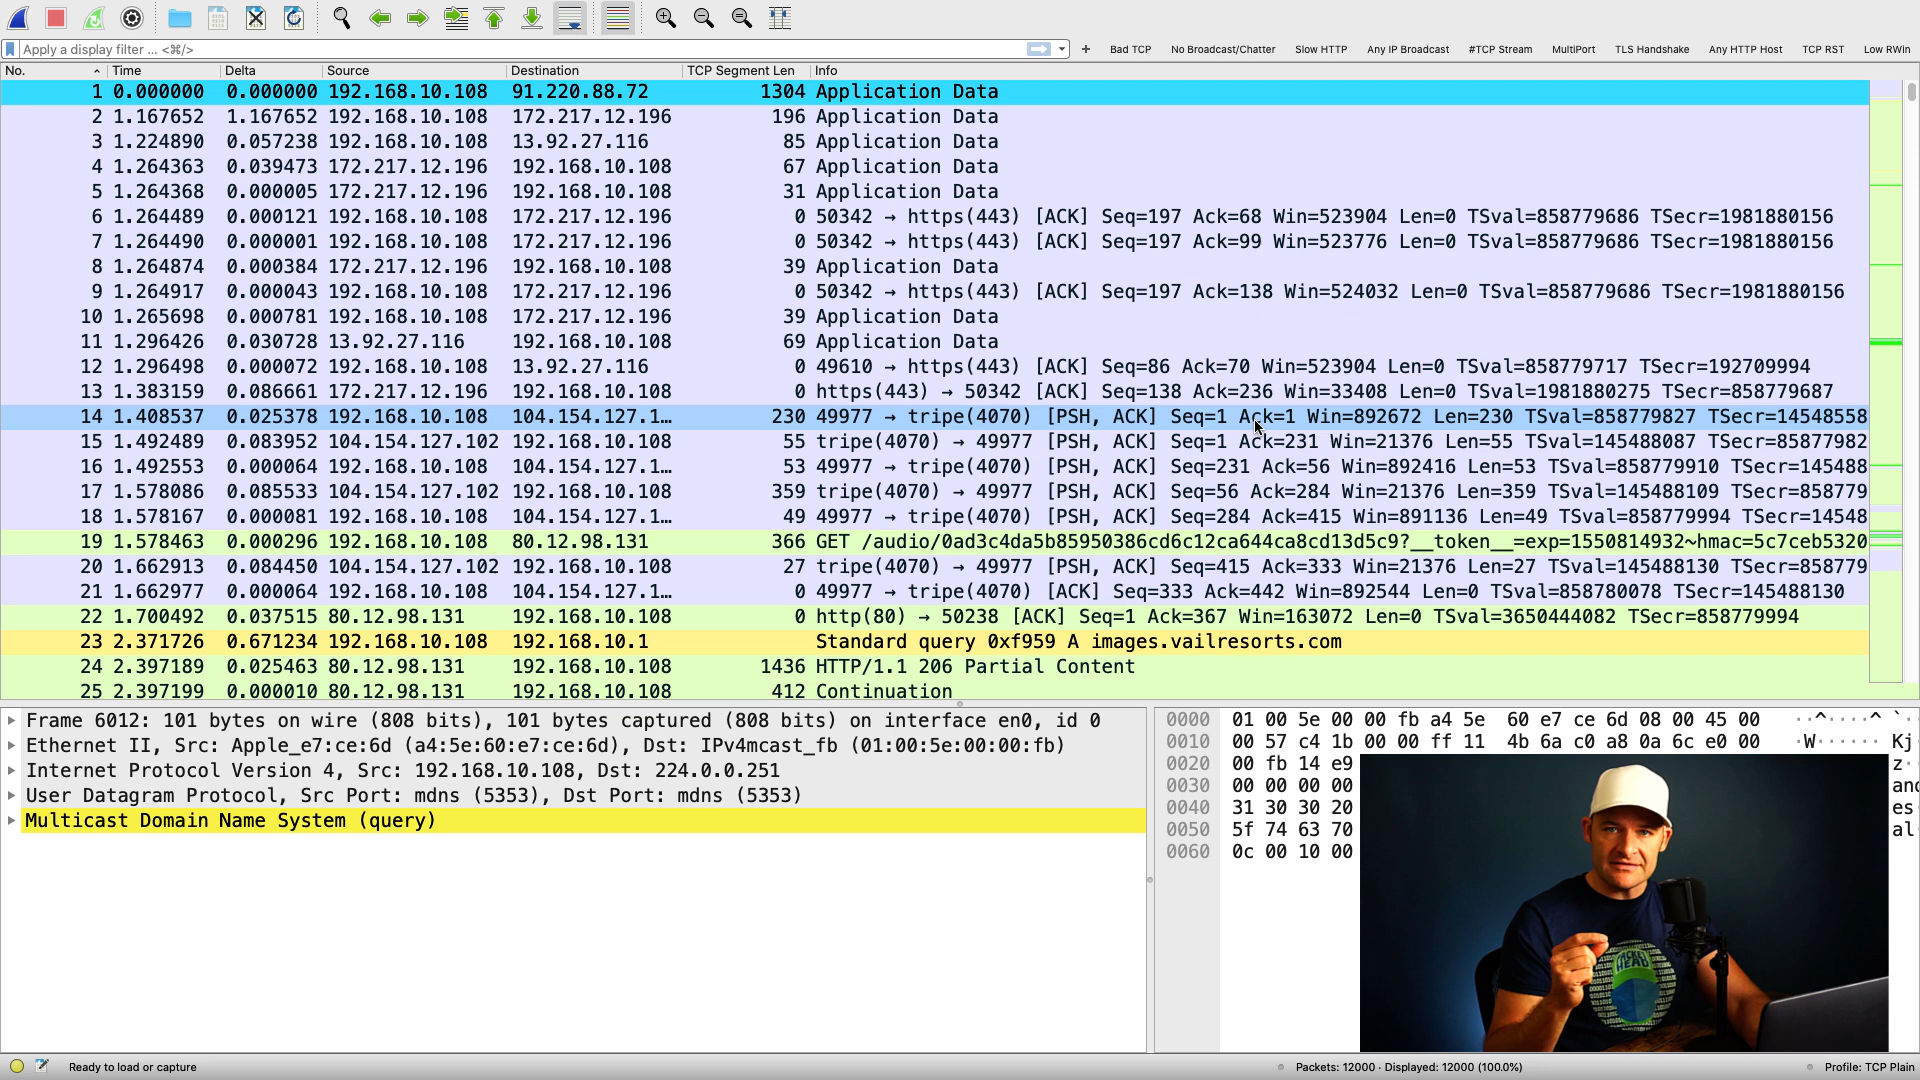 Apply a display filter ... <⌘/>
+ Bad TCP No Broadcast/Chatter Slow HTTP Any IP Broadcast #TCP Stream MultiPort TLS Handshake Any HTTP Host TCP RST Low RWin
No. Time Delta Source Destination TCP Segment Len Info
1 0.000000 0.000000 192.168.10.108 91.220.88.72 1304 Application Data
2 1.167652 1.167652 192.168.10.108 172.217.12.196 196 Application Data
3 1.224890 0.057238 192.168.10.108 13.92.27.116 85 Application Data
4 1.264363 0.039473 172.217.12.196 192.168.10.108 67 Application Data
5 1.264368 0.000005 172.217.12.196 192.168.10.108 31 Application Data
6 1.264489 0.000121 192.168.10.108 172.217.12.196 0 50342 → https(443) [ACK] Seq=197 Ack=68 Win=523904 Len=0 TSval=858779686 TSecr=1981880156
7 1.264490 0.000001 192.168.10.108 172.217.12.196 0 50342 → https(443) [ACK] Seq=197 Ack=99 Win=523776 Len=0 TSval=858779686 TSecr=1981880156
8 1.264874 0.000384 172.217.12.196 192.168.10.108 39 Application Data
9 1.264917 0.000043 192.168.10.108 172.217.12.196 0 50342 → https(443) [ACK] Seq=197 Ack=138 Win=524032 Len=0 TSval=858779686 TSecr=1981880156
10 1.265698 0.000781 192.168.10.108 172.217.12.196 39 Application Data
11 1.296426 0.030728 13.92.27.116 192.168.10.108 69 Application Data
12 1.296498 0.000072 192.168.10.108 13.92.27.116 0 49610 → https(443) [ACK] Seq=86 Ack=70 Win=523904 Len=0 TSval=858779717 TSecr=192709994
13 1.383159 0.086661 172.217.12.196 192.168.10.108 0 https(443) → 50342 [ACK] Seq=138 Ack=236 Win=33408 Len=0 TSval=1981880275 TSecr=858779687
14 1.408537 0.025378 192.168.10.108 104.154.127.1… 230 49977 → tripe(4070) [PSH, ACK] Seq=1 Ack=1 Win=892672 Len=230 TSval=858779827 TSecr=14548558
15 1.492489 0.083952 104.154.127.102 192.168.10.108 55 tripe(4070) → 49977 [PSH, ACK] Seq=1 Ack=231 Win=21376 Len=55 TSval=145488087 TSecr=85877982
16 1.492553 0.000064 192.168.10.108 104.154.127.1… 53 49977 → tripe(4070) [PSH, ACK] Seq=231 Ack=56 Win=892416 Len=53 TSval=858779910 TSecr=145488
17 1.578086 0.085533 104.154.127.102 192.168.10.108 359 tripe(4070) → 49977 [PSH, ACK] Seq=56 Ack=284 Win=21376 Len=359 TSval=145488109 TSecr=858779
18 1.578167 0.000081 192.168.10.108 104.154.127.1… 49 49977 → tripe(4070) [PSH, ACK] Seq=284 Ack=415 Win=891136 Len=49 TSval=858779994 TSecr=14548
19 1.578463 0.000296 192.168.10.108 80.12.98.131 366 GET /audio/0ad3c4da5b85950386cd6c12ca644ca8cd13d5c9?__token__=exp=1550814932~hmac=5c7ceb5320
20 1.662913 0.084450 104.154.127.102 192.168.10.108 27 tripe(4070) → 49977 [PSH, ACK] Seq=415 Ack=333 Win=21376 Len=27 TSval=145488130 TSecr=858779
21 1.662977 0.000064 192.168.10.108 104.154.127.1… 0 49977 → tripe(4070) [ACK] Seq=333 Ack=442 Win=892544 Len=0 TSval=858780078 TSecr=145488130
22 1.700492 0.037515 80.12.98.131 192.168.10.108 0 http(80) → 50238 [ACK] Seq=1 Ack=367 Win=163072 Len=0 TSval=3650444082 TSecr=858779994
23 2.371726 0.671234 192.168.10.108 192.168.10.1 Standard query 0xf959 A images.vailresorts.com
24 2.397189 0.025463 80.12.98.131 192.168.10.108 1436 HTTP/1.1 206 Partial Content
25 2.397199 0.000010 80.12.98.131 192.168.10.108 412 Continuation
Frame 6012: 101 bytes on wire (808 bits), 101 bytes captured (808 bits) on interface en0, id 0
Ethernet II, Src: Apple_e7:ce:6d (a4:5e:60:e7:ce:6d), Dst: IPv4mcast_fb (01:00:5e:00:00:fb)
Internet Protocol Version 4, Src: 192.168.10.108, Dst: 224.0.0.251
User Datagram Protocol, Src Port: mdns (5353), Dst Port: mdns (5353)
Multicast Domain Name System (query)
0000 01 00 5e 00 00 fb a4 5e 60 e7 ce 6d 08 00 45 00 ··^····^ `·
0010 00 57 c4 1b 00 00 ff 11 4b 6a c0 a8 0a 6c e0 00 ·W······ Kj
0020 00 fb 14 e9 z·
0030 00 00 00 00 and
0040 31 30 30 20 es
0050 5f 74 63 70 al
0060 0c 00 10 00
Ready to load or capture
Packets: 12000 · Displayed: 12000 (100.0%)
Profile: TCP Plain